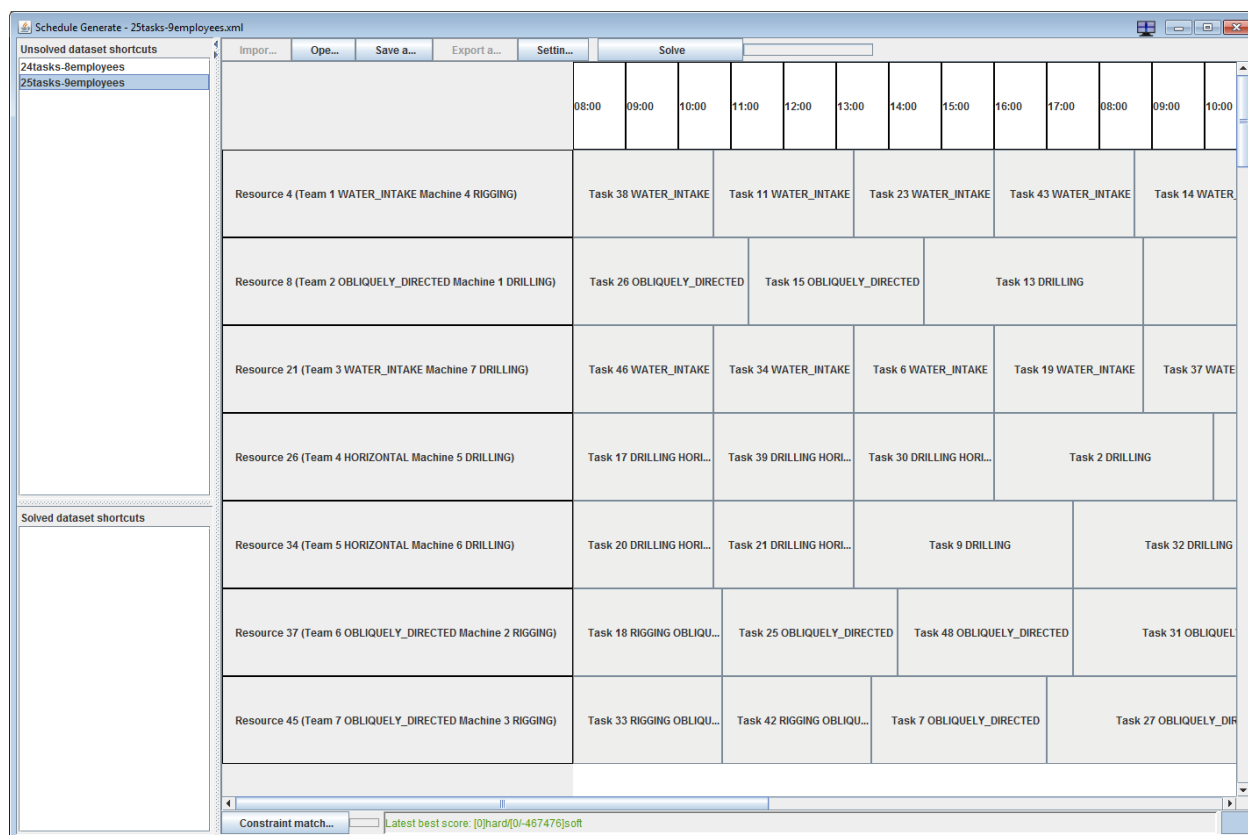 Schedule Generate - 25tasks-9employees.xml
Unsolved dataset shortcuts
24tasks-8employees
25tasks-9employees
Solved dataset shortcuts
Impor... Ope... Save a... Export a... Settin... Solve
08:00 09:00 10:00 11:00 12:00 13:00 14:00 15:00 16:00 17:00 08:00 09:00 10:00
Resource 4 (Team 1 WATER_INTAKE Machine 4 RIGGING) Task 38 WATER_INTAKE Task 11 WATER_INTAKE Task 23 WATER_INTAKE Task 43 WATER_INTAKE Task 14 WATER_
Resource 8 (Team 2 OBLIQUELY_DIRECTED Machine 1 DRILLING) Task 26 OBLIQUELY_DIRECTED Task 15 OBLIQUELY_DIRECTED Task 13 DRILLING
Resource 21 (Team 3 WATER_INTAKE Machine 7 DRILLING) Task 46 WATER_INTAKE Task 34 WATER_INTAKE Task 6 WATER_INTAKE Task 19 WATER_INTAKE Task 37 WATE
Resource 26 (Team 4 HORIZONTAL Machine 5 DRILLING) Task 17 DRILLING HORI... Task 39 DRILLING HORI... Task 30 DRILLING HORI... Task 2 DRILLING
Resource 34 (Team 5 HORIZONTAL Machine 6 DRILLING) Task 20 DRILLING HORI... Task 21 DRILLING HORI... Task 9 DRILLING Task 32 DRILLING
Resource 37 (Team 6 OBLIQUELY_DIRECTED Machine 2 RIGGING) Task 18 RIGGING OBLIQU... Task 25 OBLIQUELY_DIRECTED Task 48 OBLIQUELY_DIRECTED Task 31 OBLIQUEL
Resource 45 (Team 7 OBLIQUELY_DIRECTED Machine 3 RIGGING) Task 33 RIGGING OBLIQU... Task 42 RIGGING OBLIQU... Task 7 OBLIQUELY_DIRECTED Task 27 OBLIQUELY_DIR
Constraint match... Latest best score: [0]hard/[0/-467476]soft